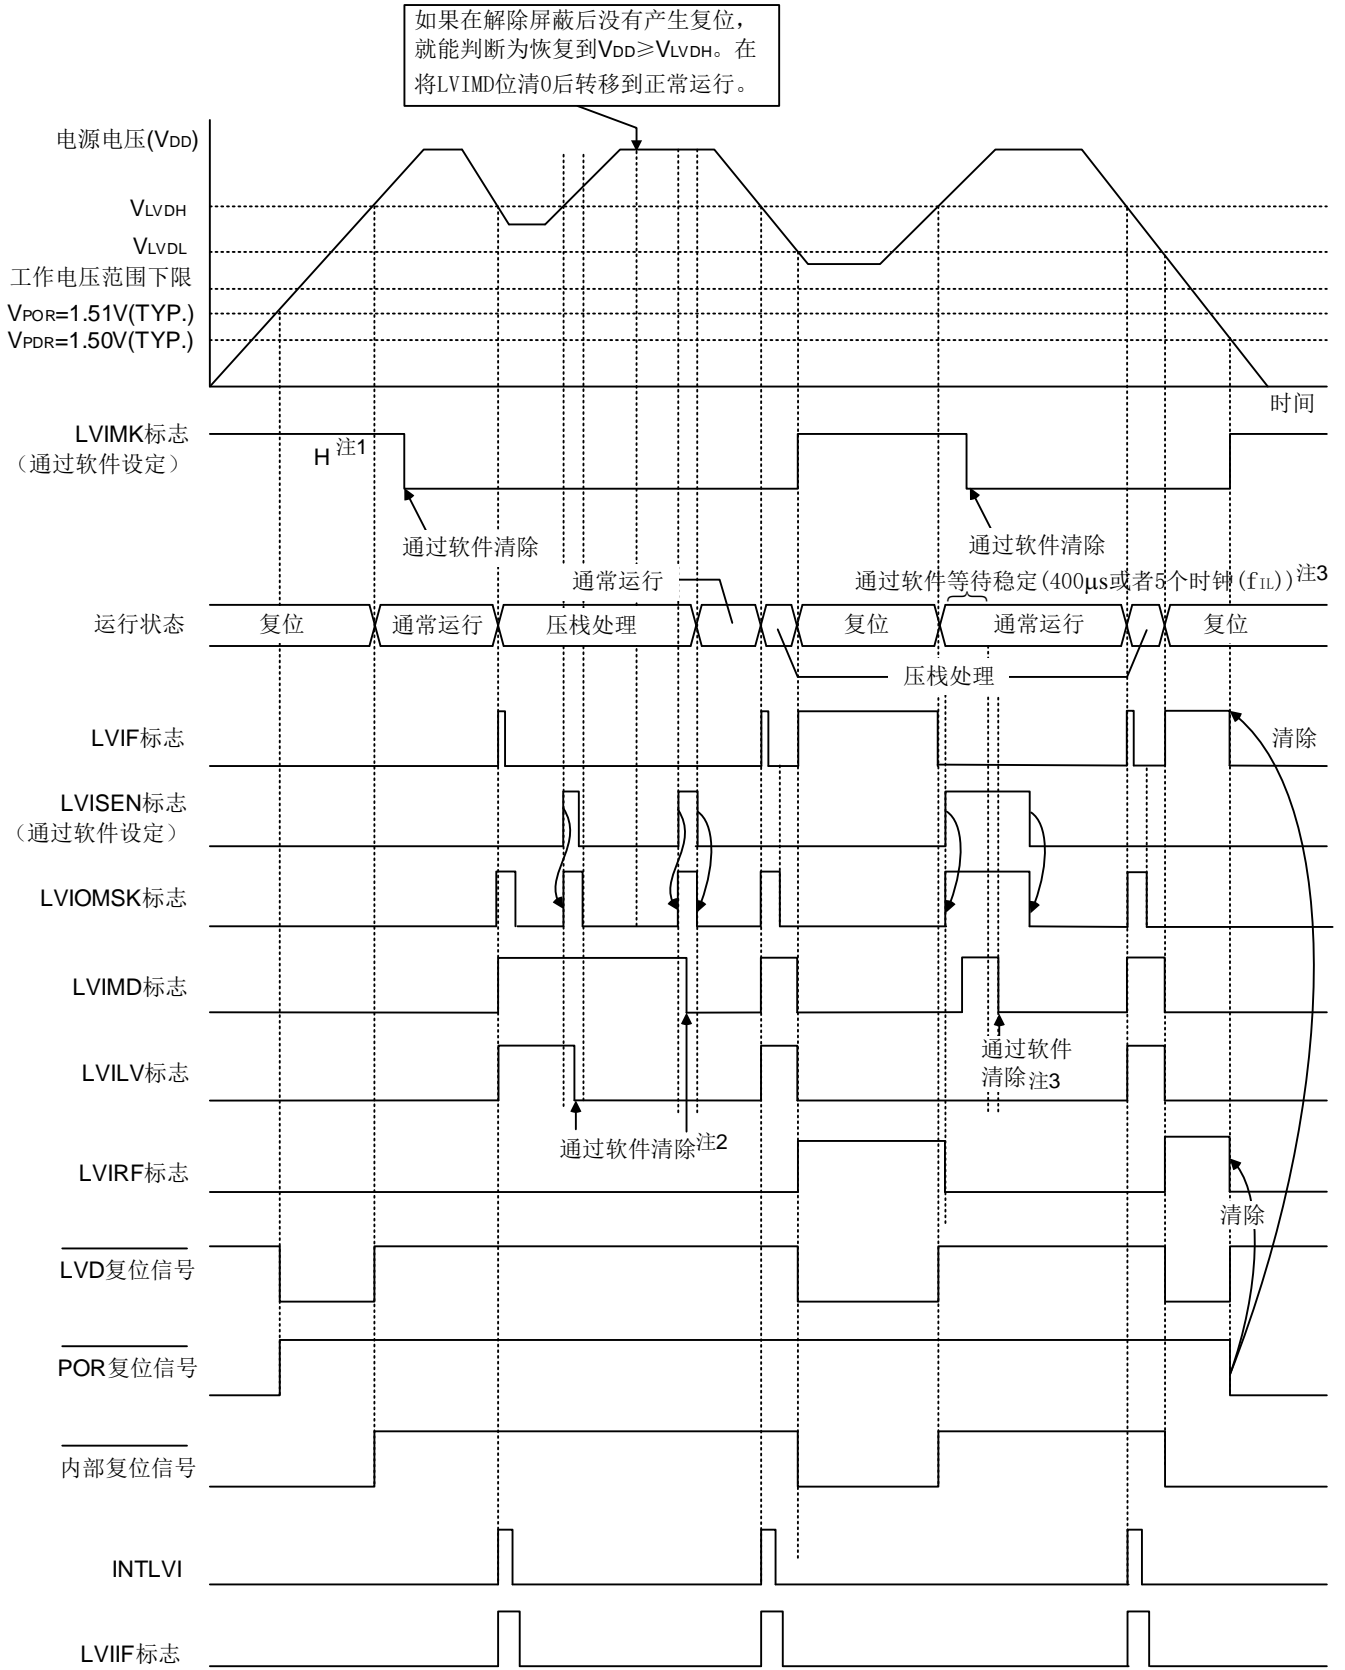 如果在解除屏蔽后没有产生复位，
就能判断为恢复到VDD≥VLVDH。在
将LVIMD位清0后转移到正常运行。
电源电压(VDD)
VLVDH
VLVDL
工作电压范围下限
VPOR=1.51V(TYP.)
VPDR=1.50V(TYP.)
时间
LVIMK标志
（通过软件设定）
H 注1
通过软件清除
通过软件清除
通常运行
通过软件等待稳定(400μs或者5个时钟(fIL))注3
运行状态
复位
通常运行
压栈处理
复位
通常运行
复位
压栈处理
LVIF标志
清除
LVISEN标志
（通过软件设定）
LVIOMSK标志
LVIMD标志
通过软件
清除注3
LVILV标志
通过软件清除注2
LVIRF标志
清除
LVD复位信号
POR复位信号
内部复位信号
INTLVI
LVIIF标志